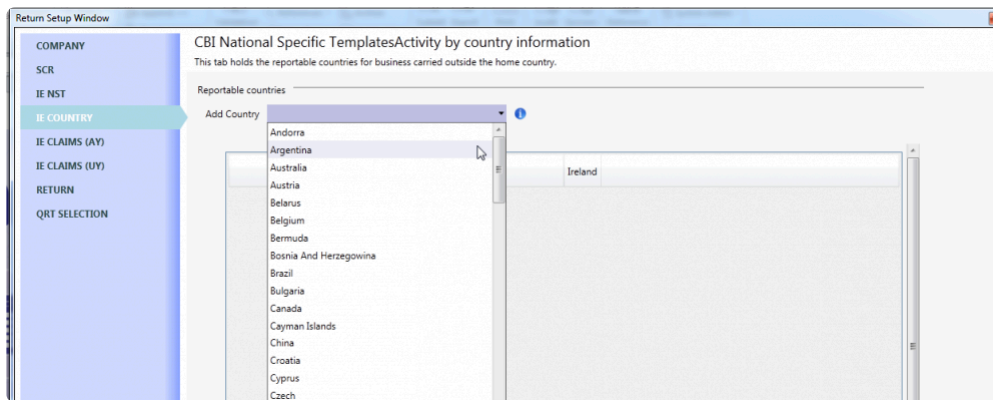 Return Setup Window
COMPANY
SCR
IE NST
IE COUNTRY
IE CLAIMS (AY)
IE CLAIMS (UY)
RETURN
QRT SELECTION
CBI National Specific TemplatesActivity by country information
This tab holds the reportable countries for business carried outside the home country.
Reportable countries
Add Country
Andorra
Argentina
Australia
Austria
Belarus
Belgium
Bermuda
Bosnia And Herzegowina
Brazil
Bulgaria
Canada
Cayman Islands
China
Croatia
Cyprus
Czech
Ireland